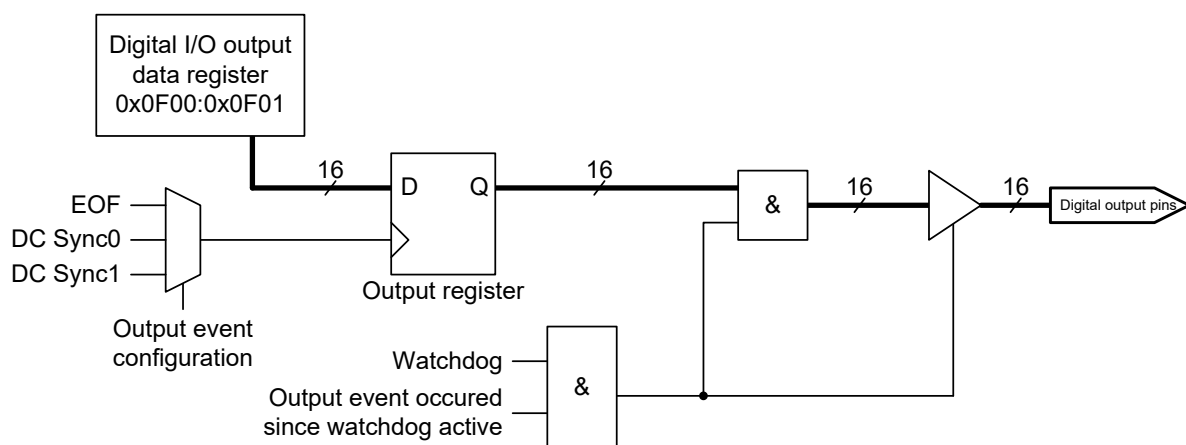 Digital I/O output
data register
0x0F00:0x0F01
16
16
D
Q
16
16
&
Digital output pins
EOF
DC Sync0
DC Sync1
Output register
Output event
configuration
Watchdog
&
Output event occured
since watchdog active